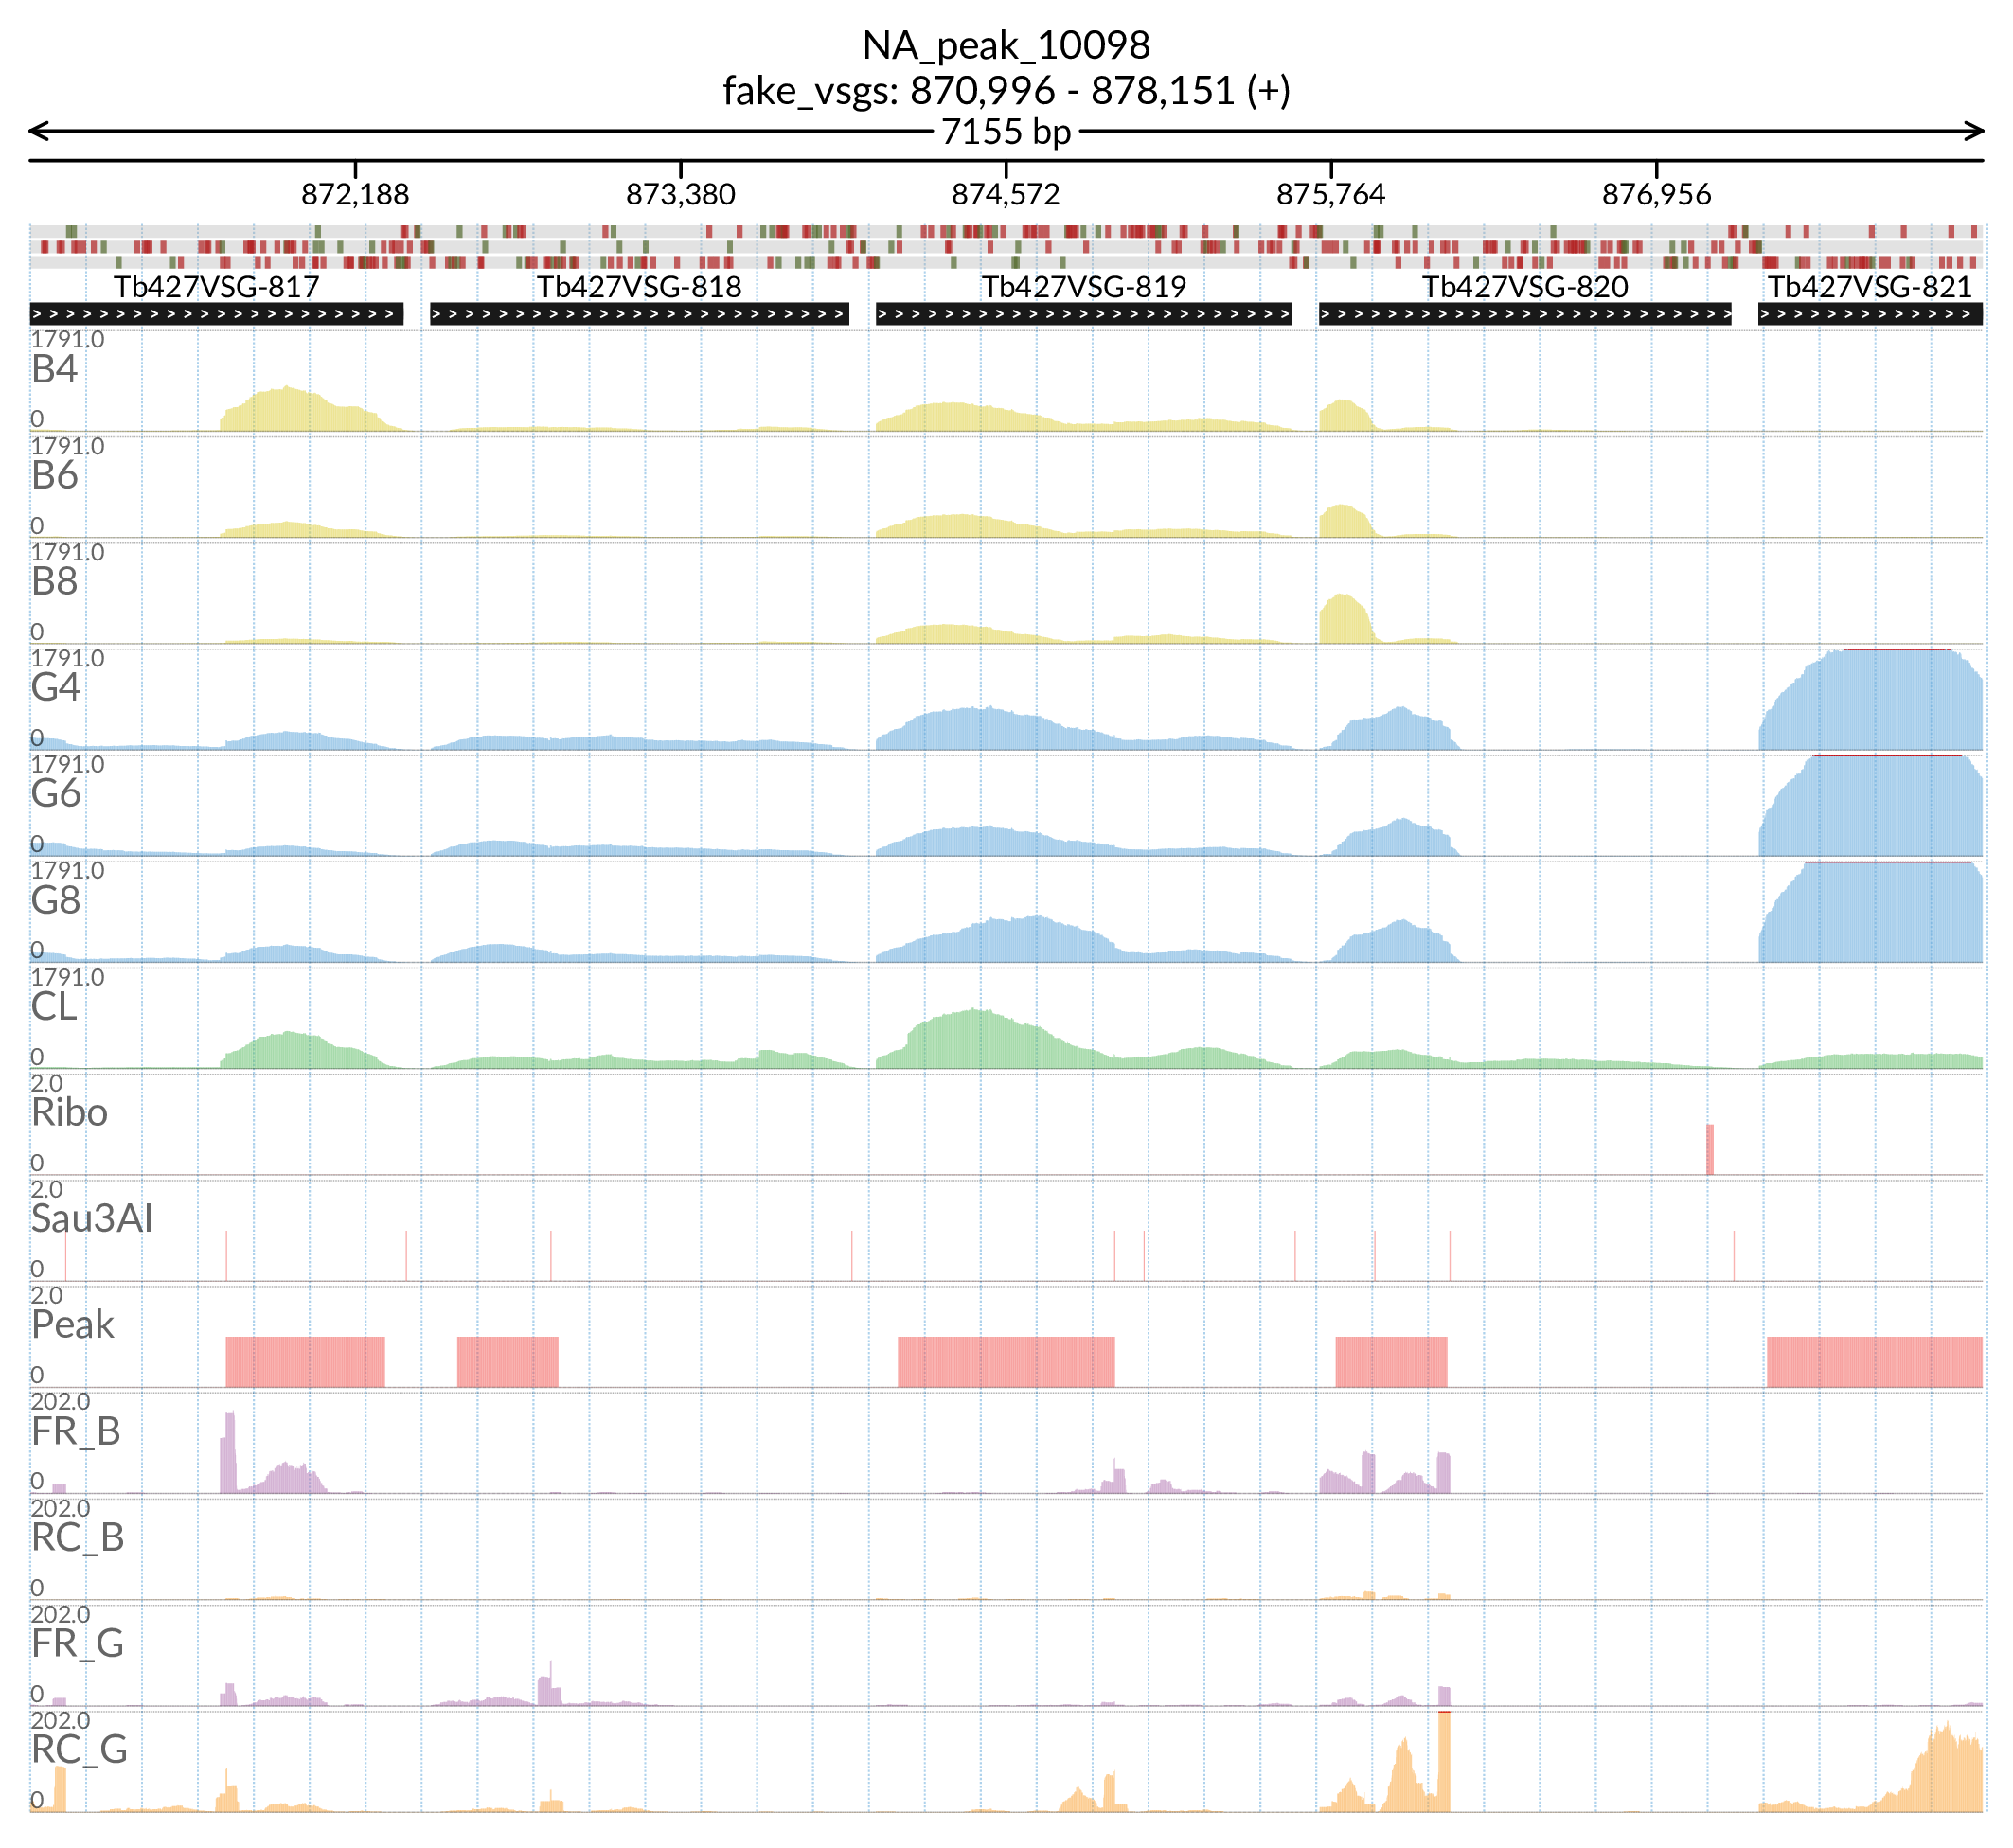 NA_peak_10098
fake_vsgs: 870,996 - 878,151 (+)
7155 bp
872,188 873,380 874,572 875,764 876,956
Tb427VSG-817 Tb427VSG-818 Tb427VSG-819 Tb427VSG-820 Tb427VSG-821
1791.0
B4
0
1791.0
B6
0
1791.0
B8
0
1791.0
G4
0
1791.0
G6
0
1791.0
G8
0
1791.0
CL
0
2.0
Ribo
0
2.0
Sau3AI
0
2.0
Peak
0
202.0
FR_B
0
202.0
RC_B
0
202.0
FR_G
0
202.0
RC_G
0